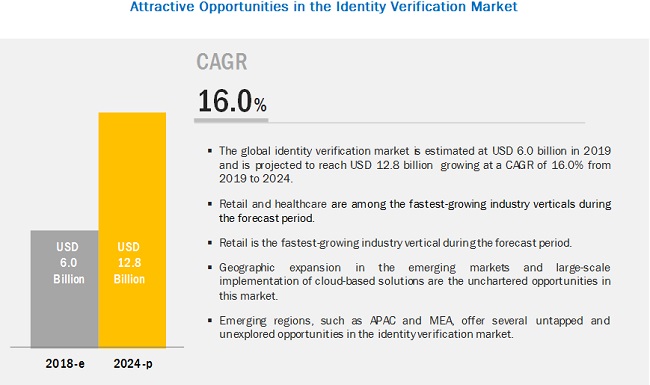 Attractive Opportunities in the Identity Verification Market
CAGR
16.0%
▪ The global identity verification market is estimated at USD 6.0 billion in 2019
and is projected to reach USD 12.8 billion growing at a CAGR of 16.0% from
2019 to 2024.
▪ Retail and healthcare are among the fastest-growing industry verticals during
the forecast period.
▪ Retail is the fastest-growing industry vertical during the forecast period.
▪ Geographic expansion in the emerging markets and large-scale
implementation of cloud-based solutions are the unchartered opportunities in
this market.
▪ Emerging regions, such as APAC and MEA, offer several untapped and
unexplored opportunities in the identity verification market.
USD
6.0
Billion
USD
12.8
Billion
2018-e
2024-p